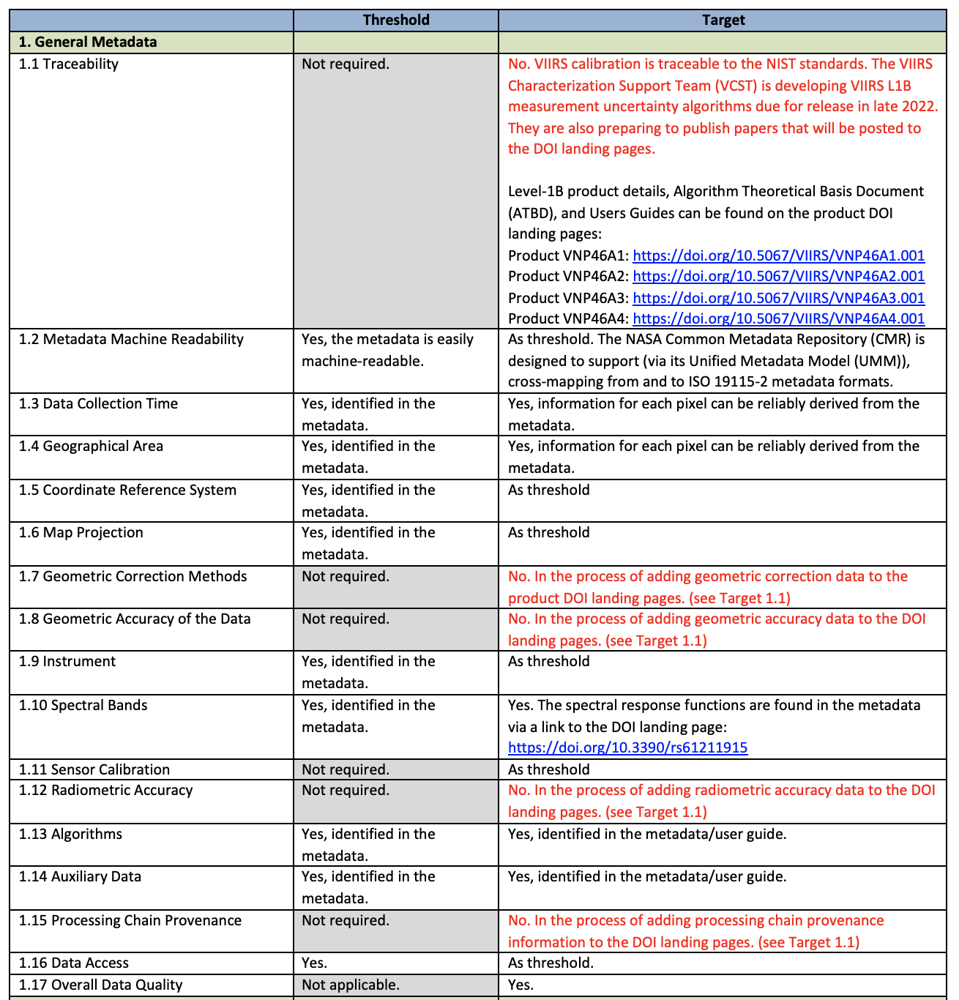 Threshold Target
1. General Metadata
1.1 Traceability
Not required.
No. VIIRS calibration is traceable to the NIST standards. The VIIRS
Characterization Support Team (VCST) is developing VIIRS L1B
measurement uncertainty algorithms due for release in late 2022.
They are also preparing to publish papers that will be posted to
the DOI landing pages.
Level-1B product details, Algorithm Theoretical Basis Document
(ATBD), and Users Guides can be found on the product DOI
landing pages:
Product VNP46A1: https://doi.org/10.5067/VIIRS/VNP46A1.001
Product VNP46A2: https://doi.org/10.5067/VIIRS/VNP46A2.001
Product VNP46A3: https://doi.org/10.5067/VIIRS/VNP46A3.001
Product VNP46A4: https://doi.org/10.5067/VIIRS/VNP46A4.001
1.2 Metadata Machine Readability
Yes, the metadata is easily
machine-readable.
As threshold. The NASA Common Metadata Repository (CMR) is
designed to support (via its Unified Metadata Model (UMM)),
cross-mapping from and to ISO 19115-2 metadata formats.
1.3 Data Collection Time
Yes, identified in the
metadata.
Yes, information for each pixel can be reliably derived from the
metadata.
1.4 Geographical Area
Yes, identified in the
metadata.
Yes, information for each pixel can be reliably derived from the
metadata.
1.5 Coordinate Reference System
Yes, identified in the
metadata.
As threshold
1.6 Map Projection
Yes, identified in the
metadata.
As threshold
1.7 Geometric Correction Methods
Not required.
No. In the process of adding geometric correction data to the
product DOI landing pages. (see Target 1.1)
1.8 Geometric Accuracy of the Data
Not required.
No. In the process of adding geometric accuracy data to the DOI
landing pages. (see Target 1.1)
1.9 Instrument
Yes, identified in the
metadata.
As threshold
1.10 Spectral Bands
Yes, identified in the
metadata.
Yes. The spectral response functions are found in the metadata
via a link to the DOI landing page:
https://doi.org/10.3390/rs61211915
1.11 Sensor Calibration
Not required.
As threshold
1.12 Radiometric Accuracy
Not required.
No. In the process of adding radiometric accuracy data to the DOI
landing pages. (see Target 1.1)
1.13 Algorithms
Yes, identified in the
metadata.
Yes, identified in the metadata/user guide.
1.14 Auxiliary Data
Yes, identified in the
metadata.
Yes, identified in the metadata/user guide.
1.15 Processing Chain Provenance
Not required.
No. In the process of adding processing chain provenance
information to the DOI landing pages. (see Target 1.1)
1.16 Data Access
Yes.
As threshold.
1.17 Overall Data Quality
Not applicable.
Yes.